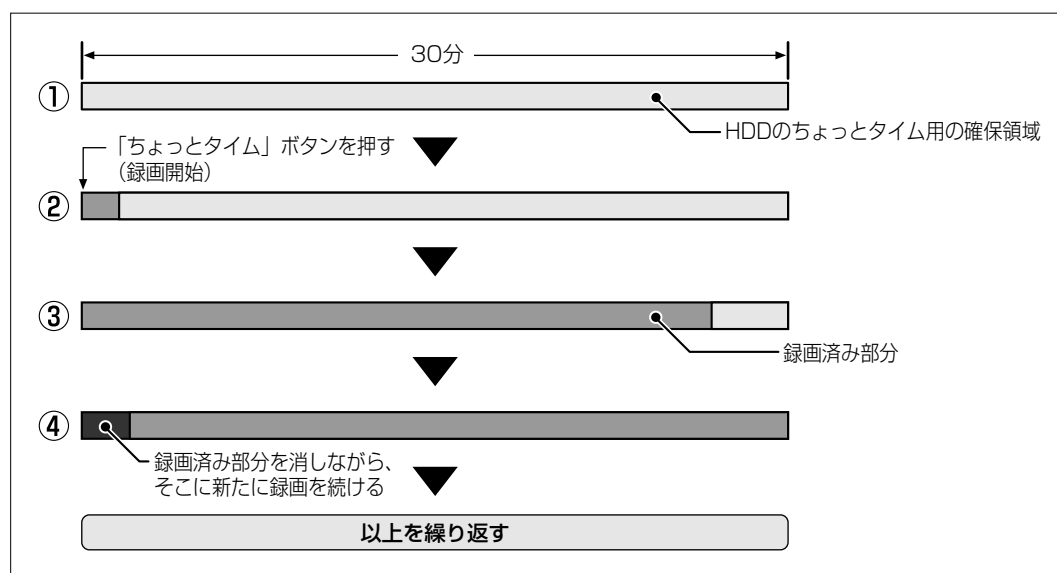 30分
①
HDDのちょっとタイム用の確保領域
「ちょっとタイム」ボタンを押す
（録画開始）
②
③
録画済み部分
④
録画済み部分を消しながら、
そこに新たに録画を続ける
以上を繰り返す